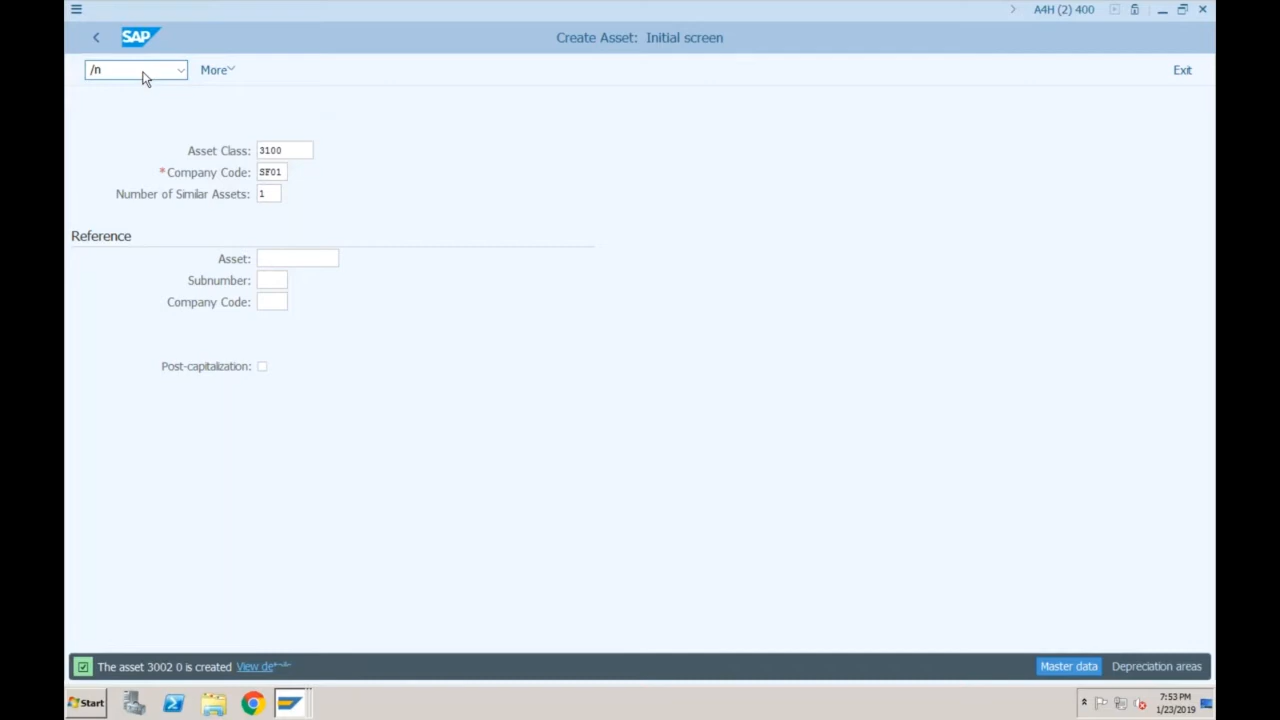 A4H (2) 400
SAP
Create Asset: Initial screen
/n
More
Exit
Asset Class: 3100
*Company Code: SF01
Number of Similar Assets: 1
Reference
Asset:
Subnumber:
Company Code:
Post-capitalization:
The asset 3002 0 is created View
Master data
Depreciation areas
Start
7:53 PM
1/23/2019